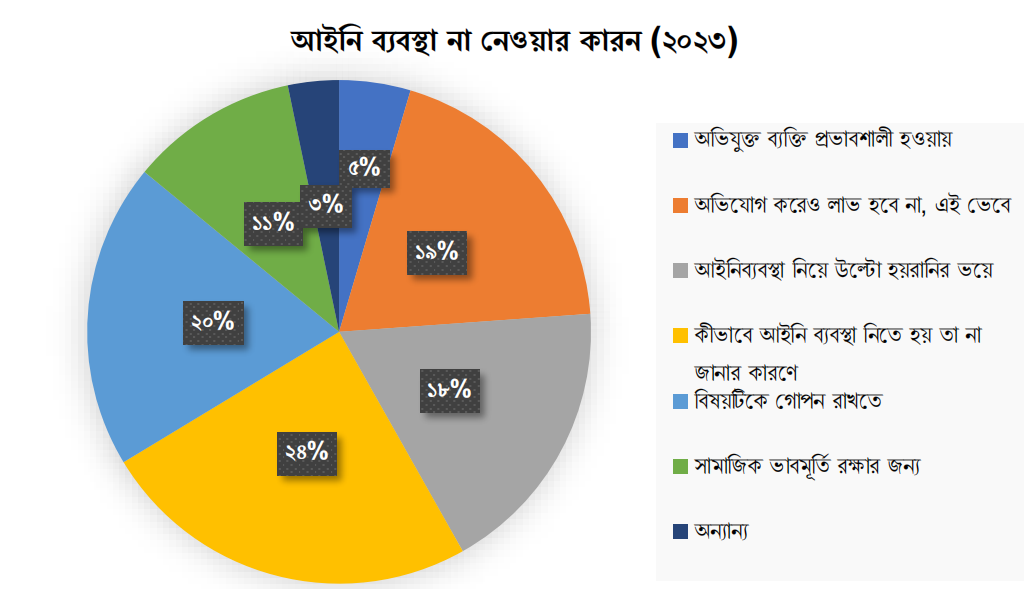 আইনি ব্যবস্থা না নেওয়ার কারন (২০২৩)
৫%
১৯%
১৮%
২৪%
২০%
১১%
৩%
অভিযুক্ত ব্যক্তি প্রভাবশালী হওয়ায়
অভিযোগ করেও লাভ হবে না, এই ভেবে
আইনিব্যবস্থা নিয়ে উল্টো হয়রানির ভয়ে
কীভাবে আইনি ব্যবস্থা নিতে হয় তা না
জানার কারণে
বিষয়টিকে গোপন রাখতে
সামাজিক ভাবমূর্তি রক্ষার জন্য
অন্যান্য